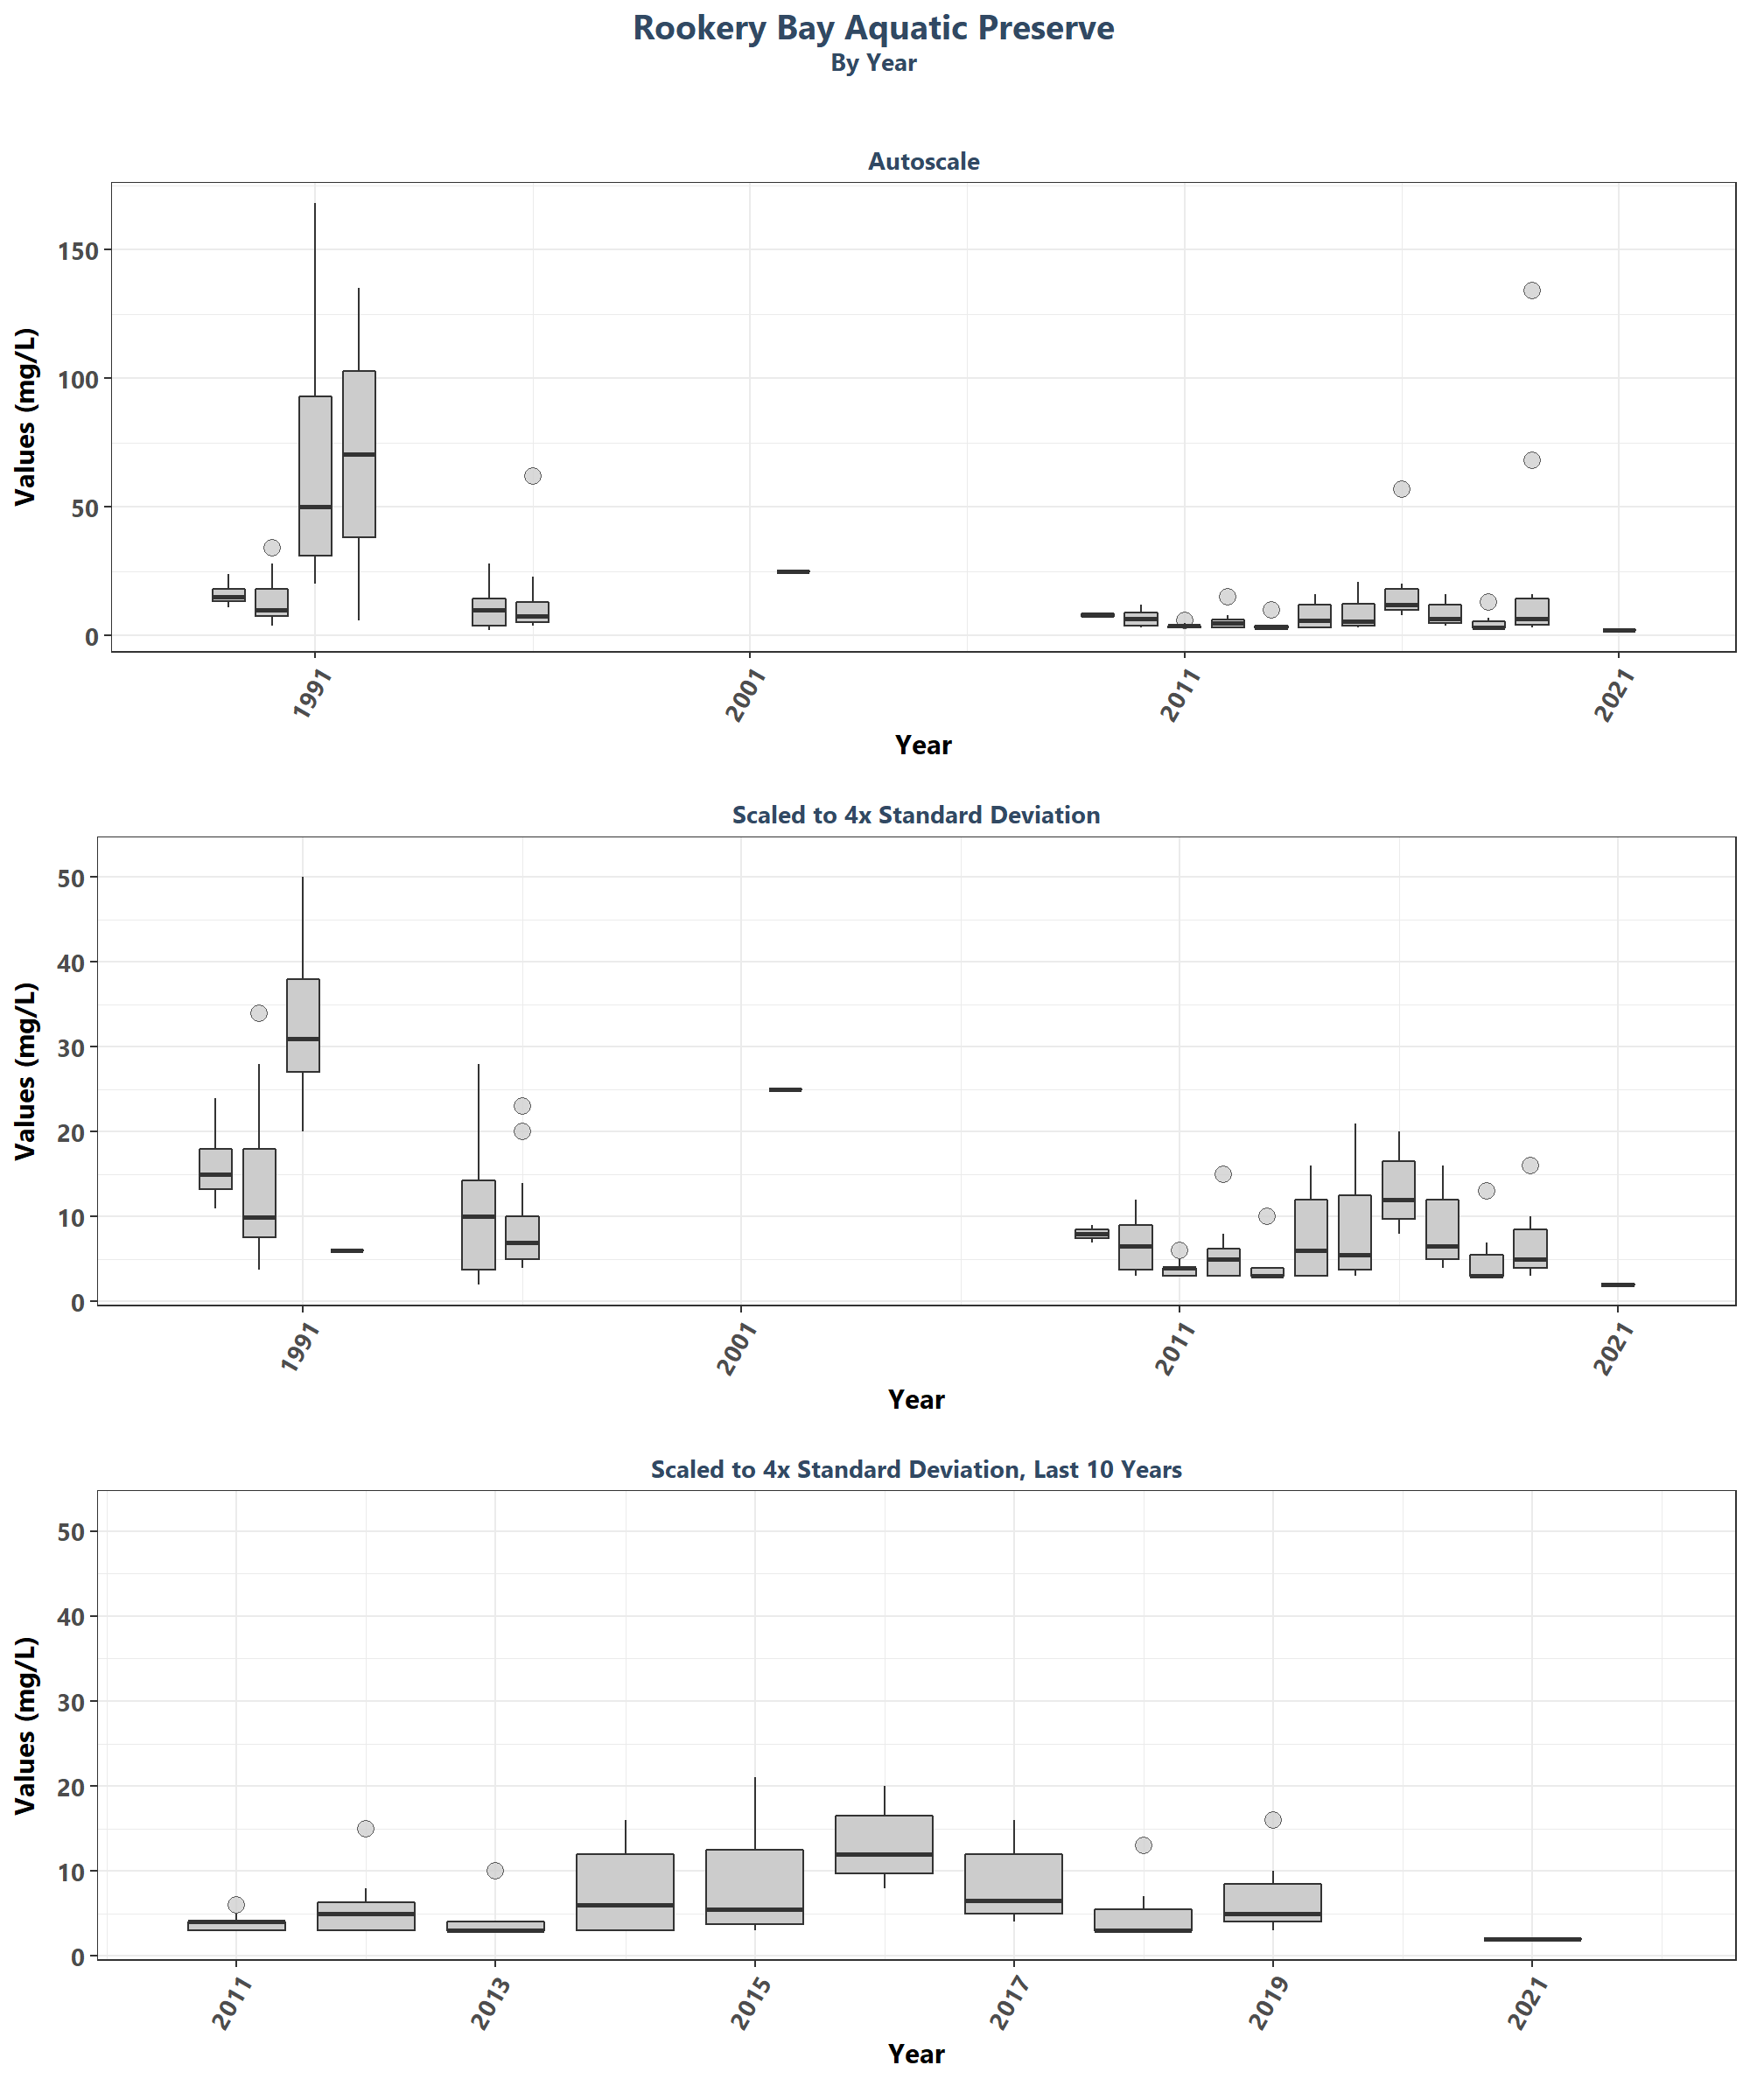 Rookery Bay Aquatic Preserve
By Year
Autoscale
Values (mg/L)
150
100
50
0
1991
2001
2011
2021
Year
Scaled to 4x Standard Deviation
Values (mg/L)
50
40
30
20
10
0
1991
2001
2011
2021
Year
Scaled to 4x Standard Deviation, Last 10 Years
Values (mg/L)
50
40
30
20
10
0
2011
2013
2015
2017
2019
2021
Year